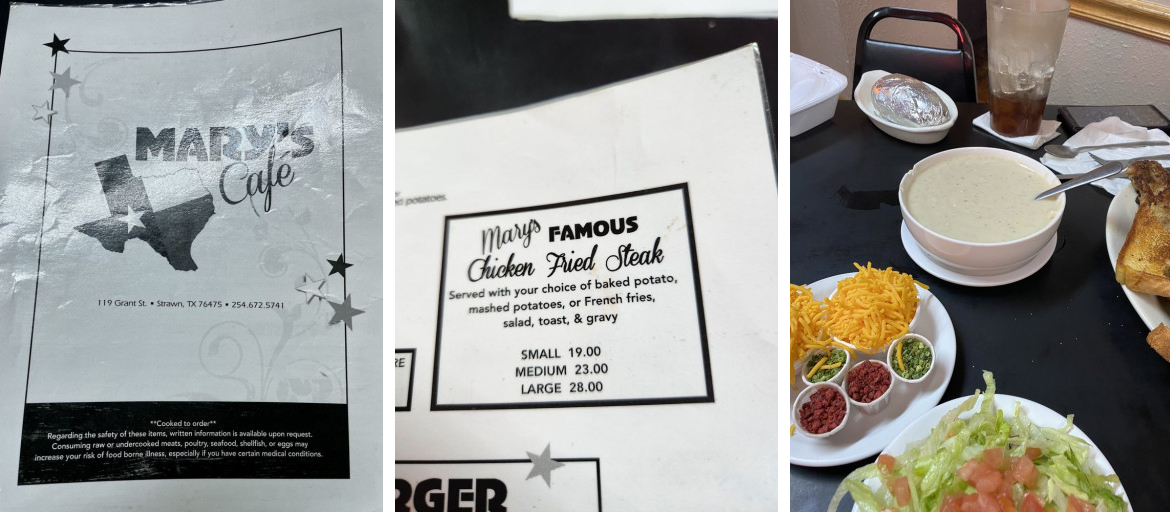 MARY'S
Café
119 Grant St. • Strawn, TX 76475 • 254.672.5741
**Cooked to order**
Regarding the safety of these items, written information is available upon request.
Consuming raw or undercooked meats, poultry, seafood, shellfish, or eggs may
increase your risk of food borne illness, especially if you have certain medical conditions.
potatoes.
Mary's FAMOUS
Chicken Fried Steak
Served with your choice of baked potato,
mashed potatoes, or French fries,
salad, toast, & gravy
SMALL 19.00
MEDIUM 23.00
LARGE 28.00